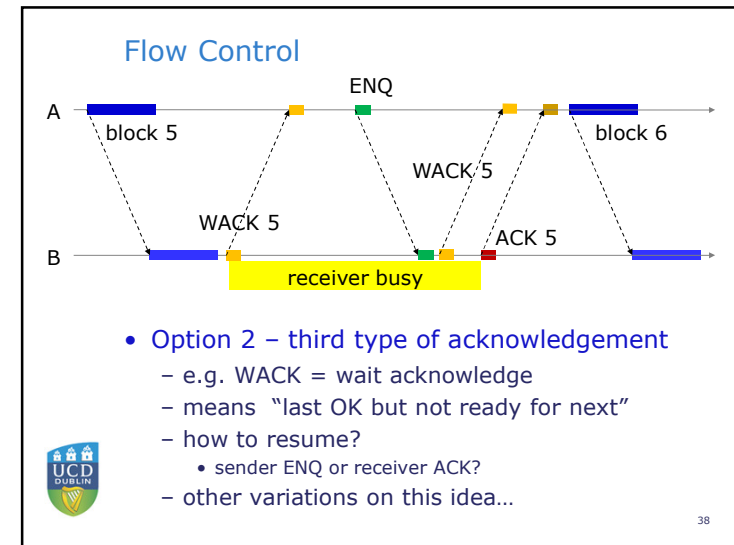 Flow Control
ENQ
A
block 5
block 6
WACK 5
WACK 5
ACK 5
B
receiver busy
• Option 2 – third type of acknowledgement
– e.g. WACK = wait acknowledge
– means “last OK but not ready for next”
– how to resume?
• sender ENQ or receiver ACK?
– other variations on this idea…
UCD
DUBLIN
38